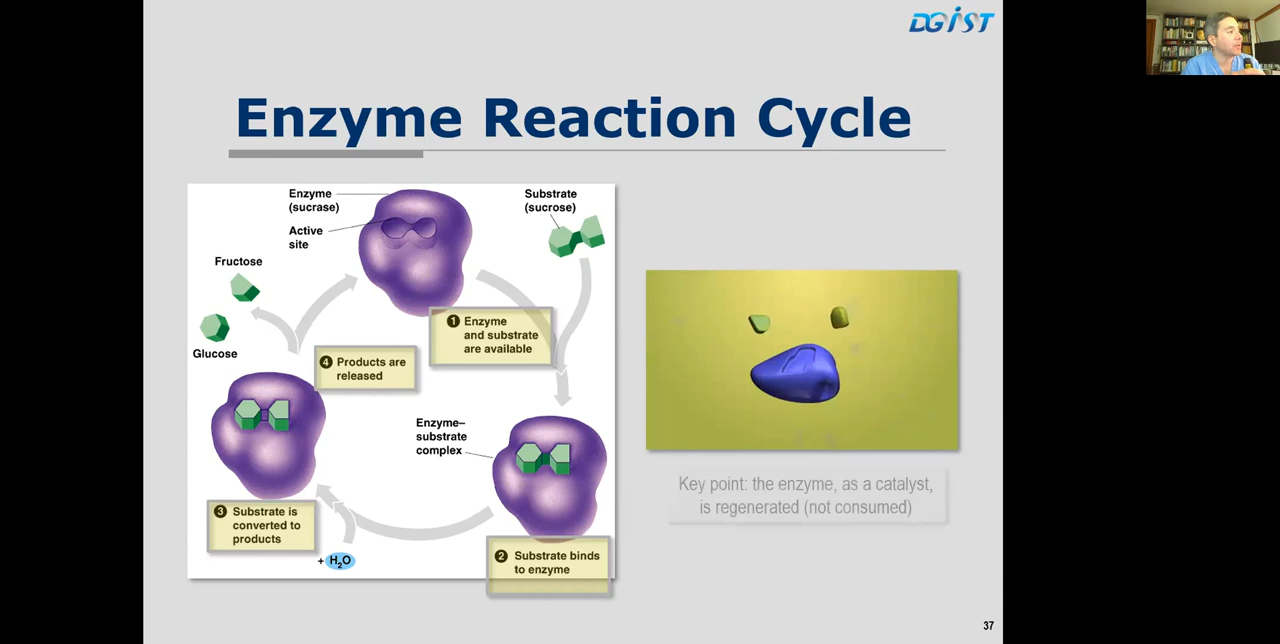 DGIST
Enzyme Reaction Cycle
Enzyme
(sucrase)
Active
site
Substrate
(sucrose)
Fructose
Glucose
1 Enzyme
and substrate
are available
4 Products are
released
Enzyme–
substrate
complex
3 Substrate is
converted to
products
+ H₂O
2 Substrate binds
to enzyme
Key point: the enzyme, as a catalyst,
is regenerated (not consumed)
37